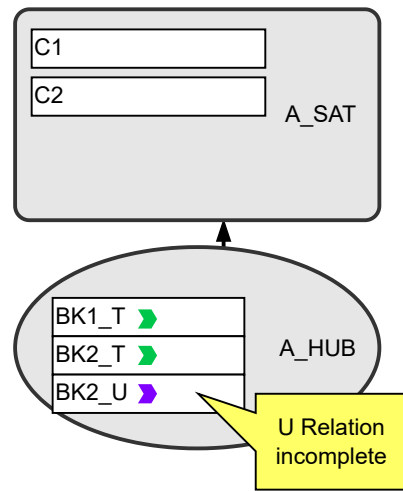 C1
C2
A_SAT
BK1_T
BK2_T
BK2_U
A_HUB
U Relation
incomplete